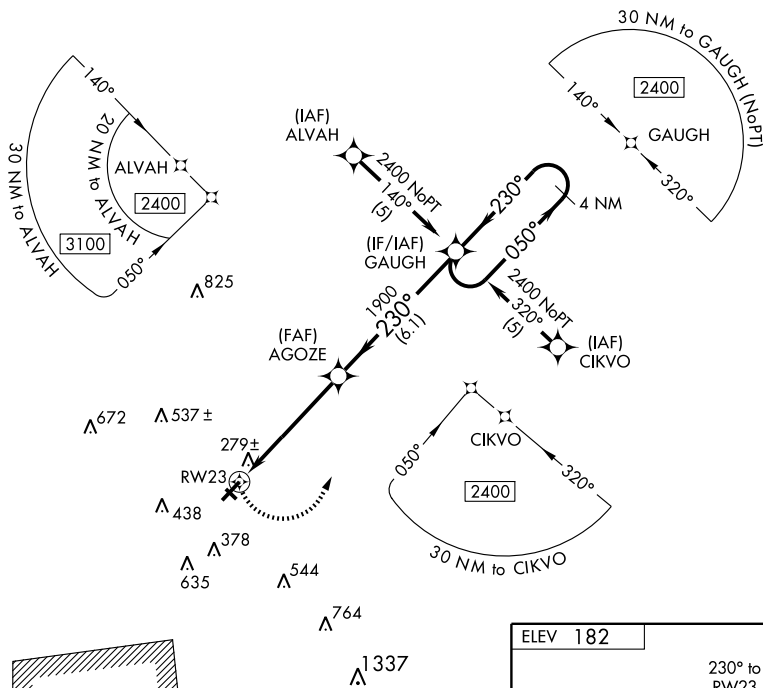 30 NM to GAUGH (NoPT)
2400
140°
GAUGH
320°
140°
20 NM to ALVAH
30 NM to ALVAH
ALVAH
2400
3100
050°
(IAF)
ALVAH
2400 NoPT
140°
(5)
230°
4 NM
050°
(IF/IAF)
GAUGH
2400 NoPT
320°
(5)
(IAF)
CIKVO
825
1900
230°
(6.1)
(FAF)
AGOZE
672
537 ±
279±
RW23
438
378
635
544
764
1337
CIKVO
050°
320°
2400
30 NM to CIKVO
ELEV 182
230° to
RW23